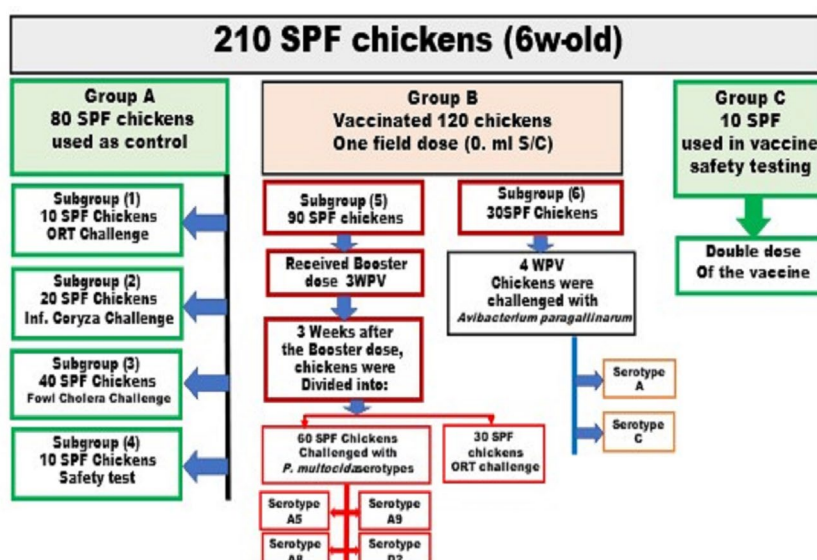 210 SPF chickens (6w-old)
Group A
80 SPF chickens
used as control
Subgroup (1)
10 SPF Chickens
ORT Challenge
Subgroup (2)
20 SPF Chickens
Inf. Coryza Challenge
Subgroup (3)
40 SPF Chickens
Fowl Cholera Challenge
Subgroup (4)
10 SPF Chickens
Safety test
Group B
Vaccinated 120 chickens
One field dose (0. ml S/C)
Subgroup (5)
90 SPF chickens
Received Booster
dose 3WPV
3 Weeks after
the Booster dose,
chickens were
Divided into:
60 SPF Chickens
Challenged with
P. multocidaserotypes
Serotype
A5
Serotype
A9
Serotype
A8
Serotype
D2
30 SPF
chickens
ORT challenge
Subgroup (6)
30SPF Chickens
4 WPV
Chickens were
challenged with
Avibacterium paragallinarum
Serotype
A
Serotype
C
Group C
10 SPF
used in vaccine
safety testing
Double dose
Of the vaccine